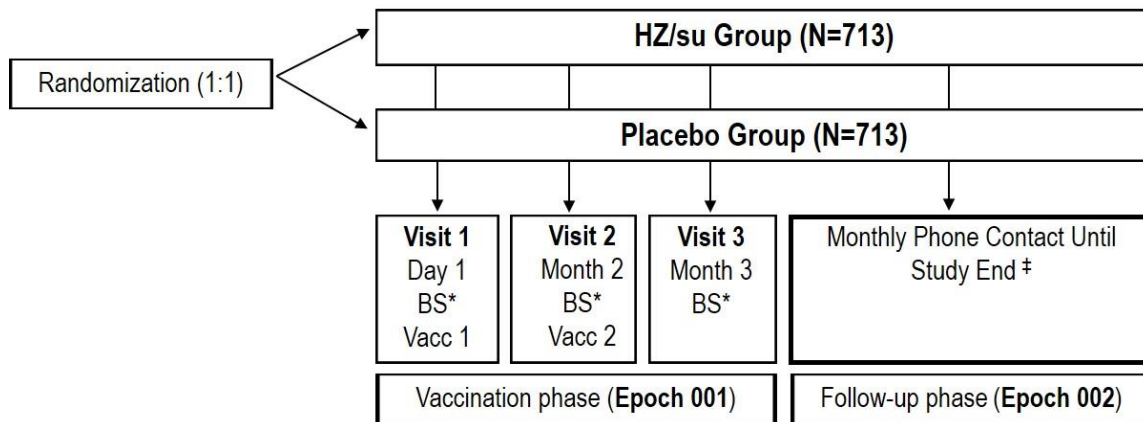 HZ/su Group (N=713)
Randomization (1:1)
Placebo Group (N=713)
Visit 1
Day 1
BS*
Vacc 1
Visit 2
Month 2
BS*
Vacc 2
Visit 3
Month 3
BS*
Monthly Phone Contact Until
Study End ‡
Vaccination phase (Epoch 001)
Follow-up phase (Epoch 002)